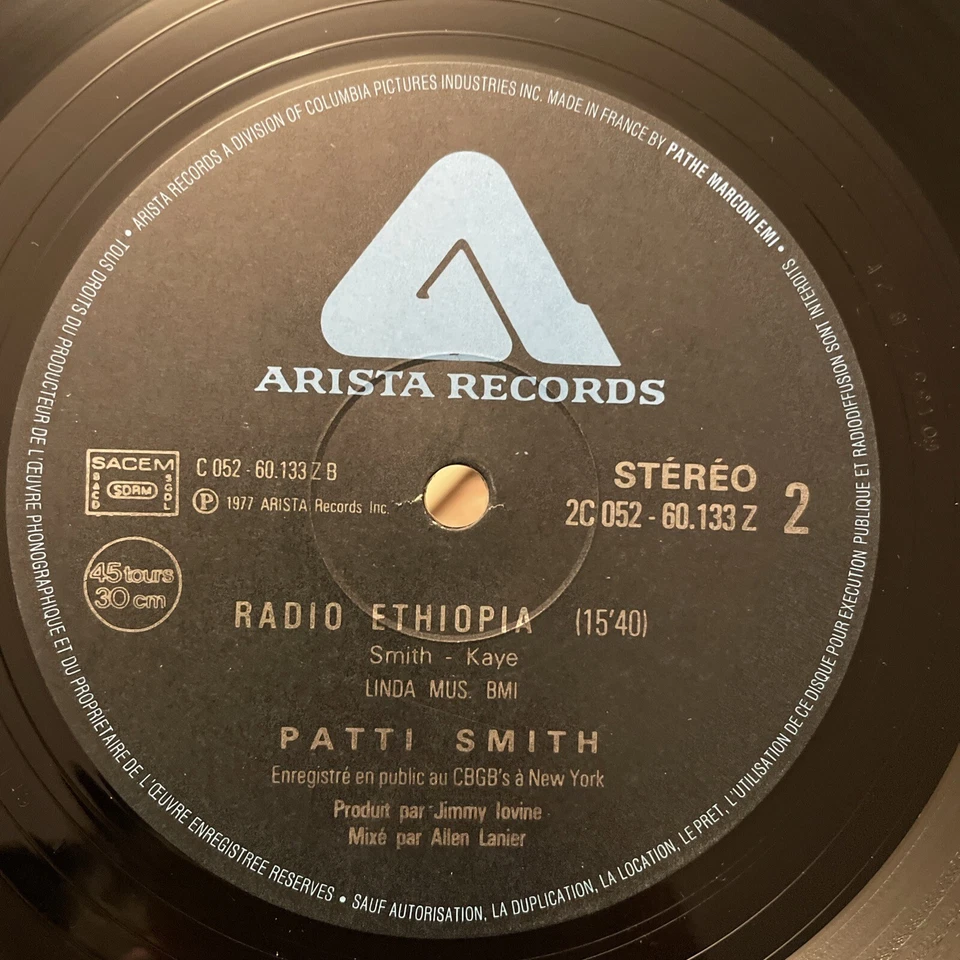 • ARISTA RECORDS A DIVISION OF COLUMBIA PICTURES INDUSTRIES INC. MADE IN FRANCE BY PATHE MARCONI EMI •
ARISTA RECORDS
SACEM
SACD
SDRM
SGDL
C 052 - 60.133 Z B
Ⓟ 1977 ARISTA Records Inc.
STÉRÉO
2C 052 - 60.133 Z
2
45 tours
30 cm
RADIO ETHIOPIA (15'40)
Smith - Kaye
LINDA MUS. BMI
PATTI SMITH
Enregistré en public au CBGB's à New York
Produit par Jimmy Iovine
Mixé par Allen Lanier
TOUS DROITS DU PRODUCTEUR DE L'ŒUVRE PHONOGRAPHIQUE ET DU PROPRIETAIRE DE L'ŒUVRE ENREGISTREE RESERVES • SAUF AUTORISATION, LA DUPLICATION, LA LOCATION, LE PRET, L'UTILISATION DE CE DISQUE POUR EXECUTION PUBLIQUE ET RADIODIFFUSION SONT INTERDITS